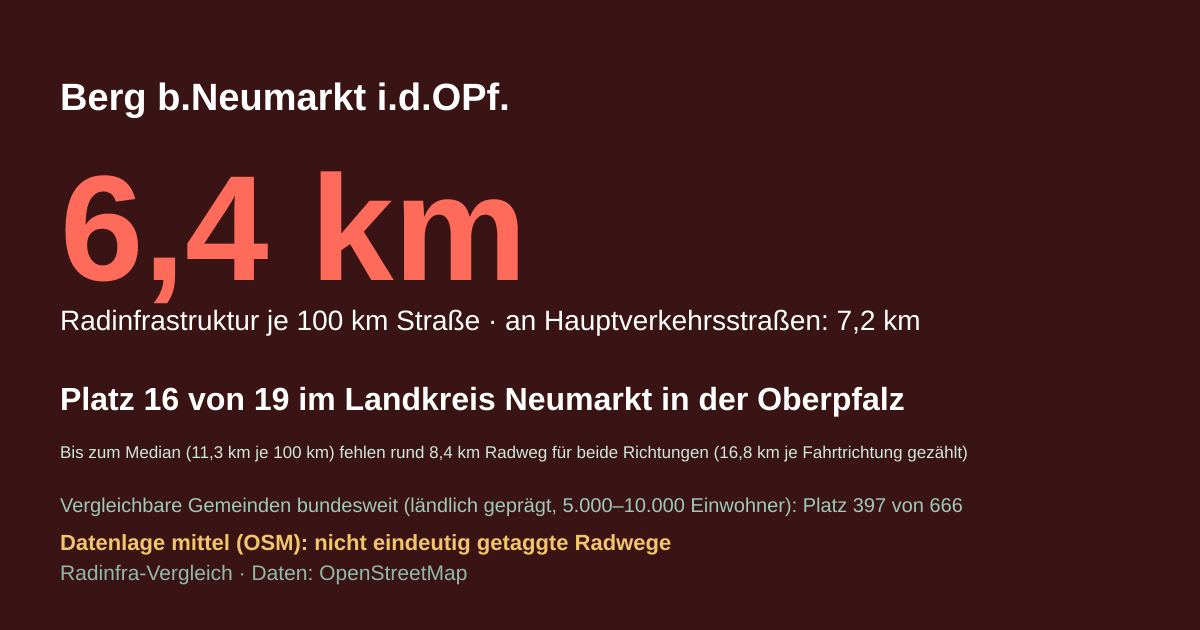 Berg b.Neumarkt i.d.OPf.
6,4 km
Radinfrastruktur je 100 km Straße · an Hauptverkehrsstraßen: 7,2 km
Platz 16 von 19 im Landkreis Neumarkt in der Oberpfalz
Bis zum Median (11,3 km je 100 km) fehlen rund 8,4 km Radweg für beide Richtungen (16,8 km je Fahrtrichtung gezählt)
Vergleichbare Gemeinden bundesweit (ländlich geprägt, 5.000–10.000 Einwohner): Platz 397 von 666
Datenlage mittel (OSM): nicht eindeutig getaggte Radwege
Radinfra-Vergleich · Daten: OpenStreetMap